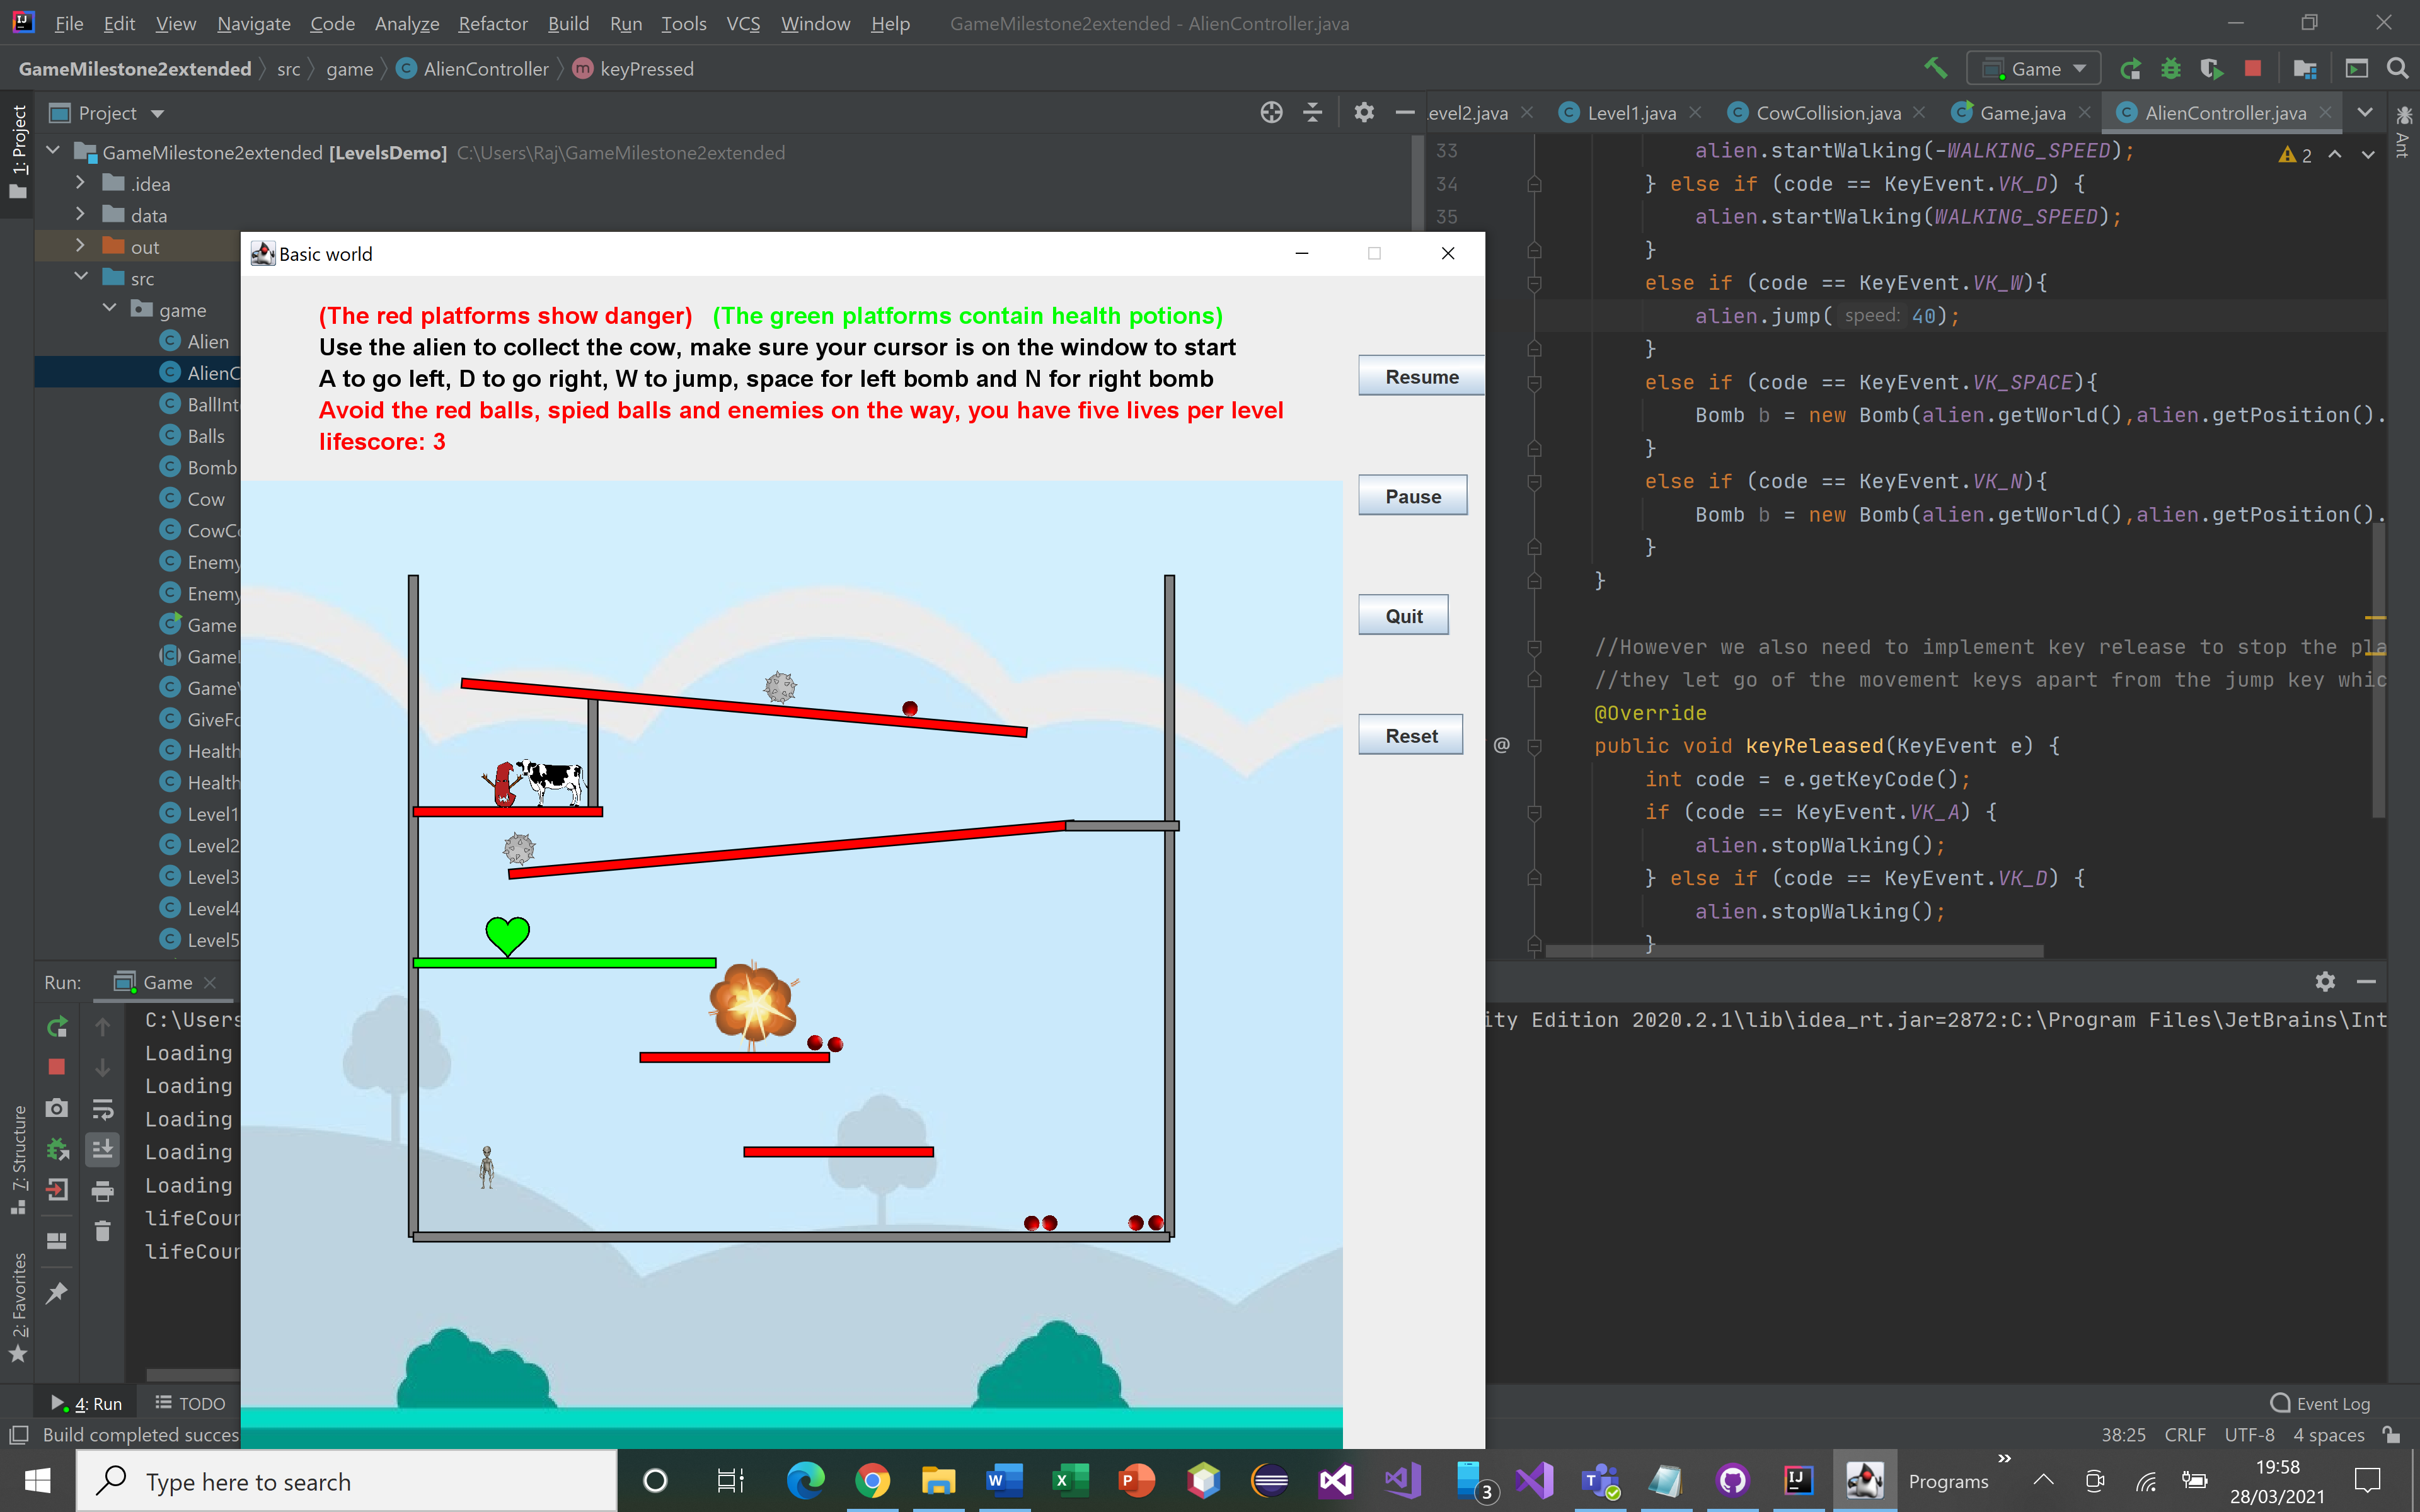 File Edit View Navigate Code Analyze Refactor Build Run Tools VCS Window Help GameMilestone2extended - AlienController.java
GameMilestone2extended src game AlienController keyPressed Game
1: Project
Project
evel2.java Level1.java CowCollision.java Game.java AlienController.java
Ant
GameMilestone2extended [LevelsDemo] C:\Users\Raj\GameMilestone2extended
.idea
data
out
src
game
Alien
AlienC
BallInt
Balls
Bomb
Cow
CowCo
Enemy
Enemy
Game
GameL
GameV
GiveFo
Health
Health
Level1
Level2
Level3
Level4
Level5
Basic world
(The red platforms show danger) (The green platforms contain health potions)
Use the alien to collect the cow, make sure your cursor is on the window to start
A to go left, D to go right, W to jump, space for left bomb and N for right bomb
Avoid the red balls, spied balls and enemies on the way, you have five lives per level
lifescore: 3
Resume
Pause
Quit
Reset
2
33 alien.startWalking(-WALKING_SPEED);
34 } else if (code == KeyEvent.VK_D) {
35 alien.startWalking(WALKING_SPEED);
}
else if (code == KeyEvent.VK_W){
alien.jump( speed: 40);
}
else if (code == KeyEvent.VK_SPACE){
Bomb b = new Bomb(alien.getWorld(),alien.getPosition().
}
else if (code == KeyEvent.VK_N){
Bomb b = new Bomb(alien.getWorld(),alien.getPosition().
}
}
//However we also need to implement key release to stop the pla
//they let go of the movement keys apart from the jump key whic
@Override
@ public void keyReleased(KeyEvent e) {
int code = e.getKeyCode();
if (code == KeyEvent.VK_A) {
alien.stopWalking();
} else if (code == KeyEvent.VK_D) {
alien.stopWalking();
}
Run: Game
C:\Users
ity Edition 2020.2.1\lib\idea_rt.jar=2872:C:\Program Files\JetBrains\Int
Loading
Loading
Loading
Loading
Loading
lifeCour
lifeCour
7: Structure
2: Favorites
4: Run TODO
Event Log
Build completed succes
38:25 CRLF UTF-8 4 spaces
Type here to search
3
Programs
19:58
28/03/2021